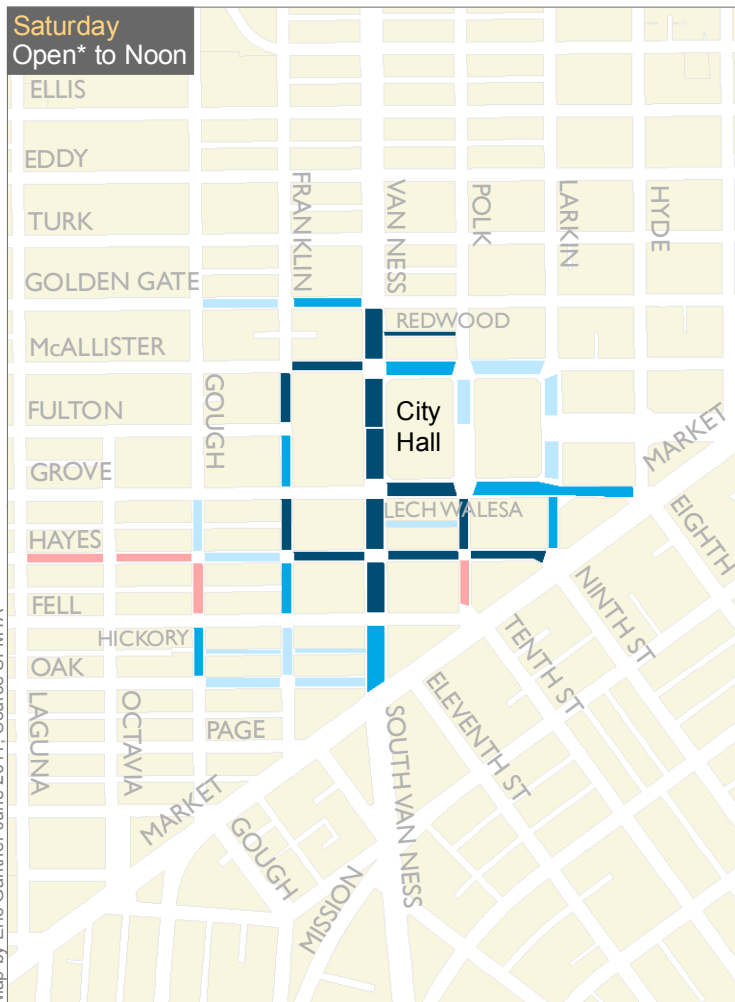 Saturday
Open* to Noon
ELLIS
EDDY
TURK
GOLDEN GATE
McALLISTER
FULTON
GROVE
HAYES
FELL
HICKORY
OAK
PAGE
FRANKLIN
VAN NESS
POLK
LARKIN
HYDE
REDWOOD
GOUGH
City
Hall
MARKET
LECH WALESA
EIGHTH
NINTH ST
TENTH ST
ELEVENTH ST
LAGUNA
OCTAVIA
SOUTH VAN NESS
MARKET
GOUGH
MISSION